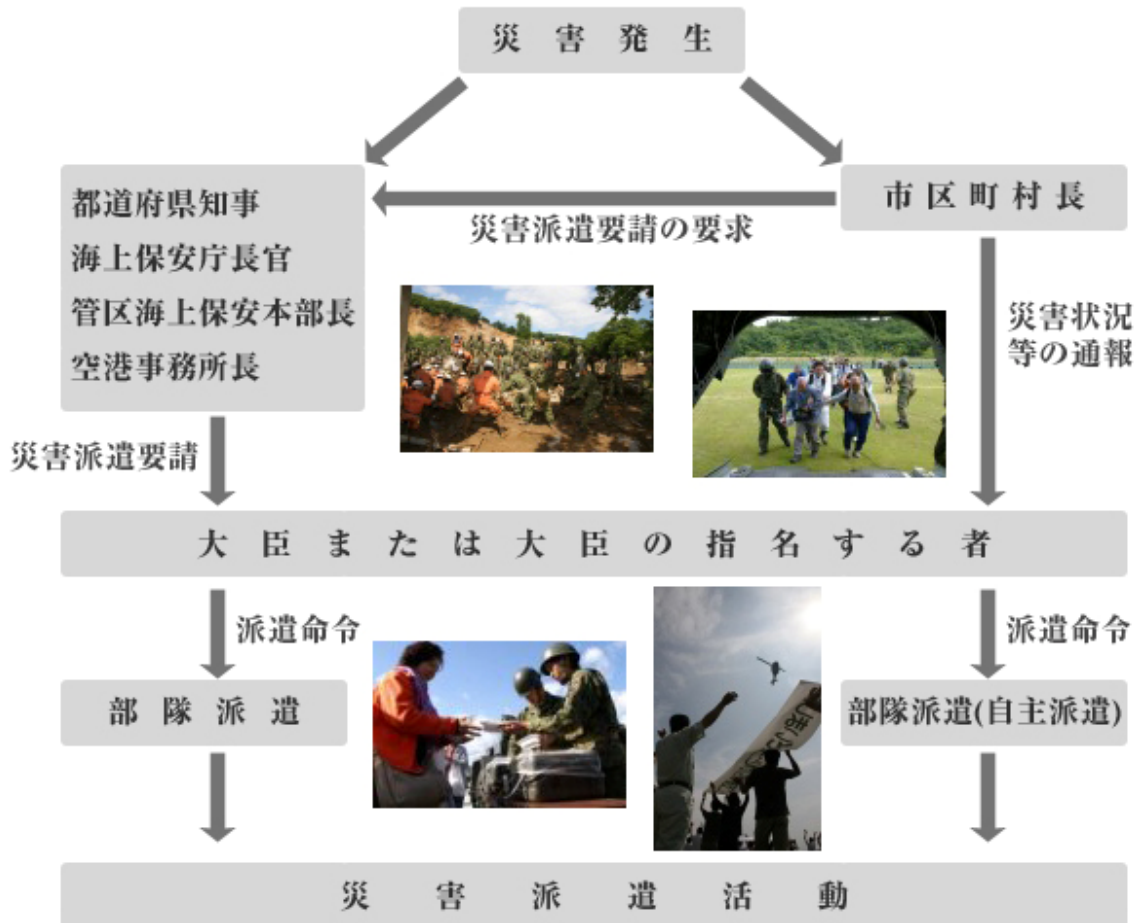 災害発生
都道府県知事
海上保安庁長官
管区海上保安本部長
空港事務所長
市区町村長
災害派遣要請の要求
災害状況
等の通報
災害派遣要請
大臣または大臣の指名する者
派遣命令
派遣命令
部隊派遣
部隊派遣(自主派遣)
災害派遣活動